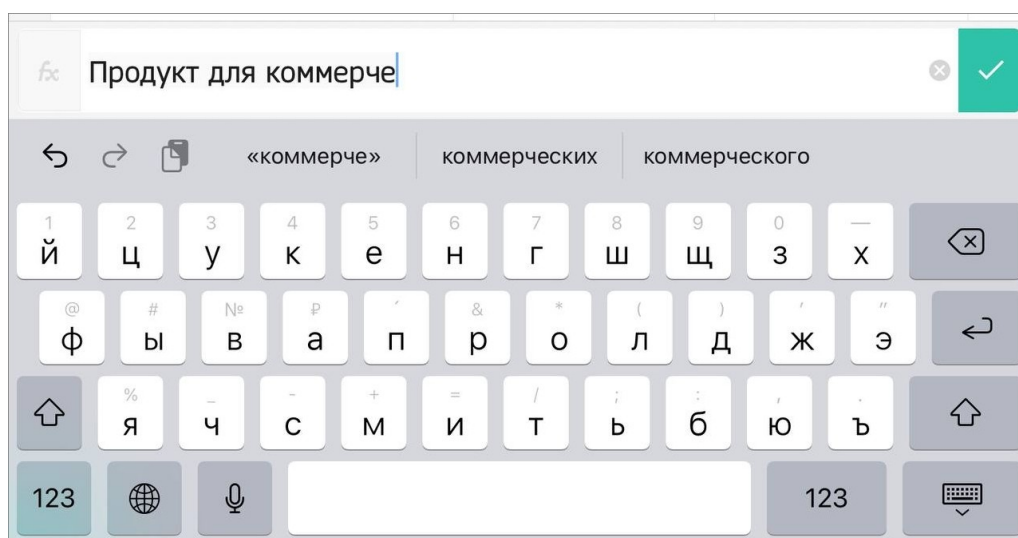 fx Продукт для коммерче
«коммерче» коммерческих коммерческого
1 2 3 4 5 6 7 8 9 0 —
й ц у к е н г ш щ з х
@ # № ₽ ´ & * ( ) ' "
ф ы в а п р о л д ж э
% _ - + = / ; : , .
я ч с м и т ь б ю ъ
123 123